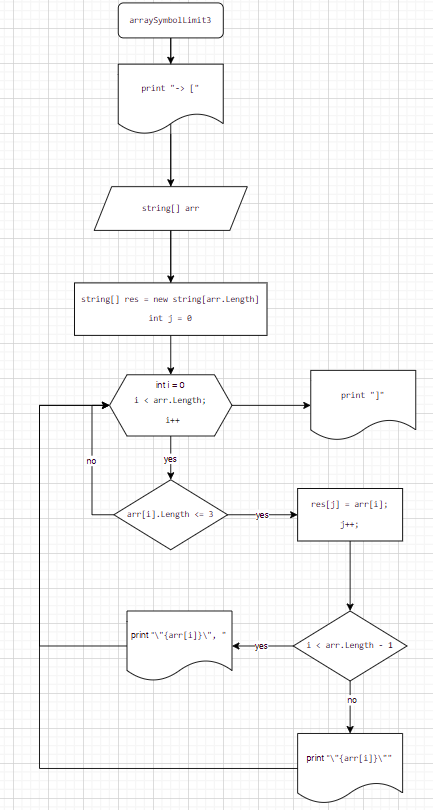 arraySymbolLimit3
print "-> ["
string[] arr
string[] res = new string[arr.Length]
int j = 0
int i = 0
i < arr.Length;
i++
print "]"
no
yes
arr[i].Length <= 3
yes
res[j] = arr[i];
j++;
print "\"{arr[i]}\", "
yes
i < arr.Length - 1
no
print "\"{arr[i]}\""